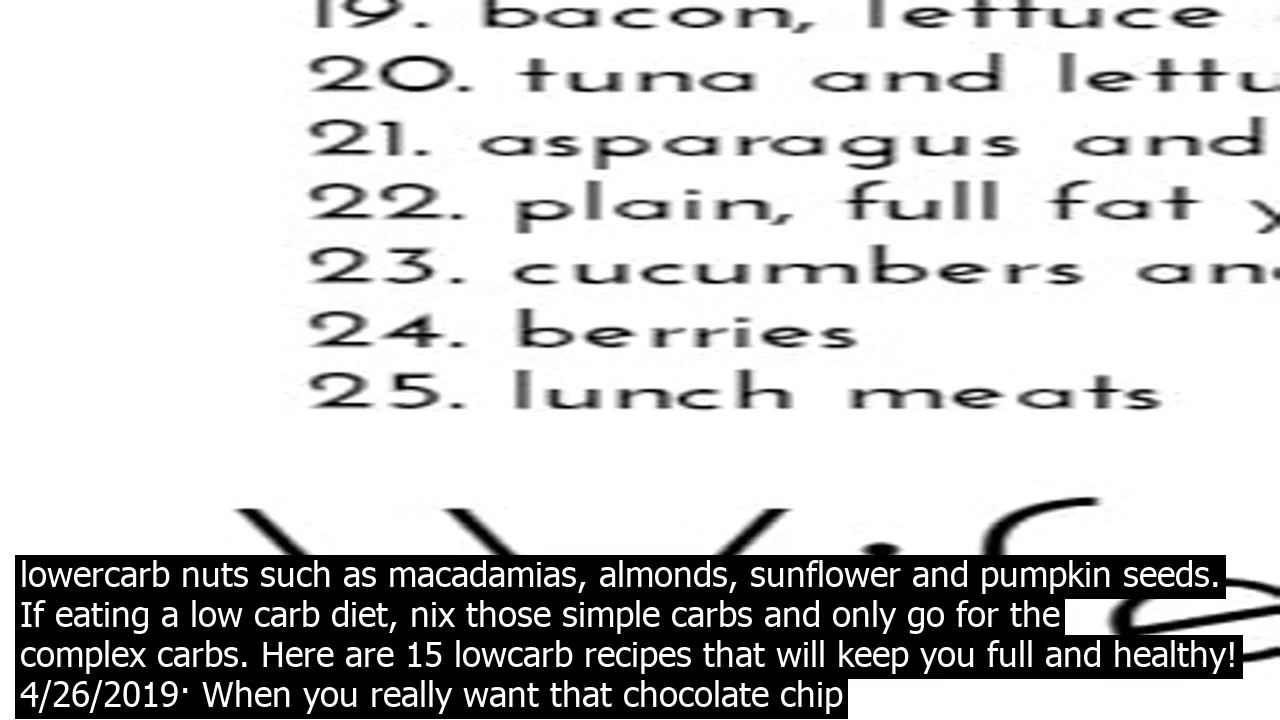 19. bacon, lettuce
20. tuna and lettu
21. asparagus and
22. plain, full fat y
23. cucumbers and
24. berries
25. lunch meats
lowercarb nuts such as macadamias, almonds, sunflower and pumpkin seeds.
If eating a low carb diet, nix those simple carbs and only go for the
complex carbs. Here are 15 lowcarb recipes that will keep you full and healthy!
4/26/2019· When you really want that chocolate chip